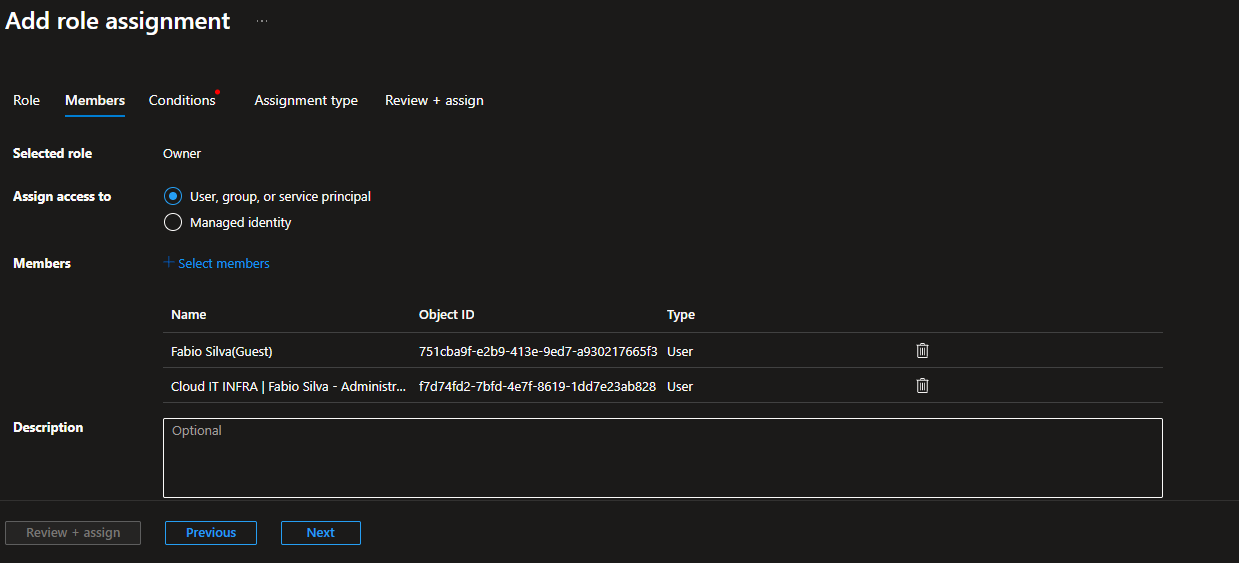 Add role assignment ...
Role Members Conditions Assignment type Review + assign
Selected role Owner
Assign access to User, group, or service principal
Managed identity
Members + Select members
Name Object ID Type
Fabio Silva(Guest) 751cba9f-e2b9-413e-9ed7-a930217665f3 User
Cloud IT INFRA | Fabio Silva - Administr... f7d74fd2-7bfd-4e7f-8619-1dd7e23ab828 User
Description Optional
Review + assign Previous Next